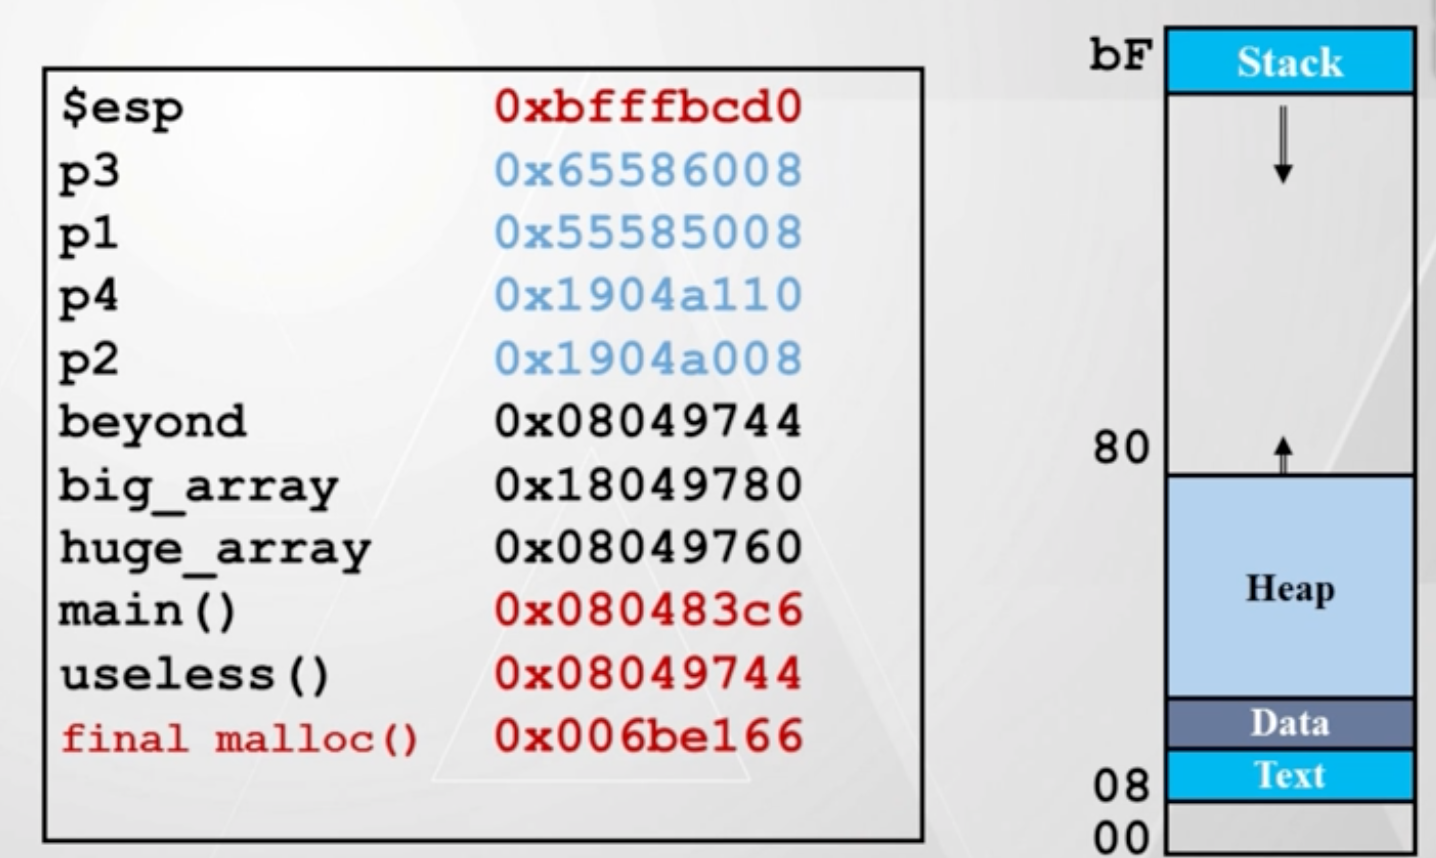 $esp 0xbfffbcd0
p3 0x65586008
p1 0x55585008
p4 0x1904a110
p2 0x1904a008
beyond 0x08049744
big_array 0x18049780
huge_array 0x08049760
main() 0x080483c6
useless() 0x08049744
final malloc() 0x006be166
bF
Stack
80
Heap
Data
Text
08
00